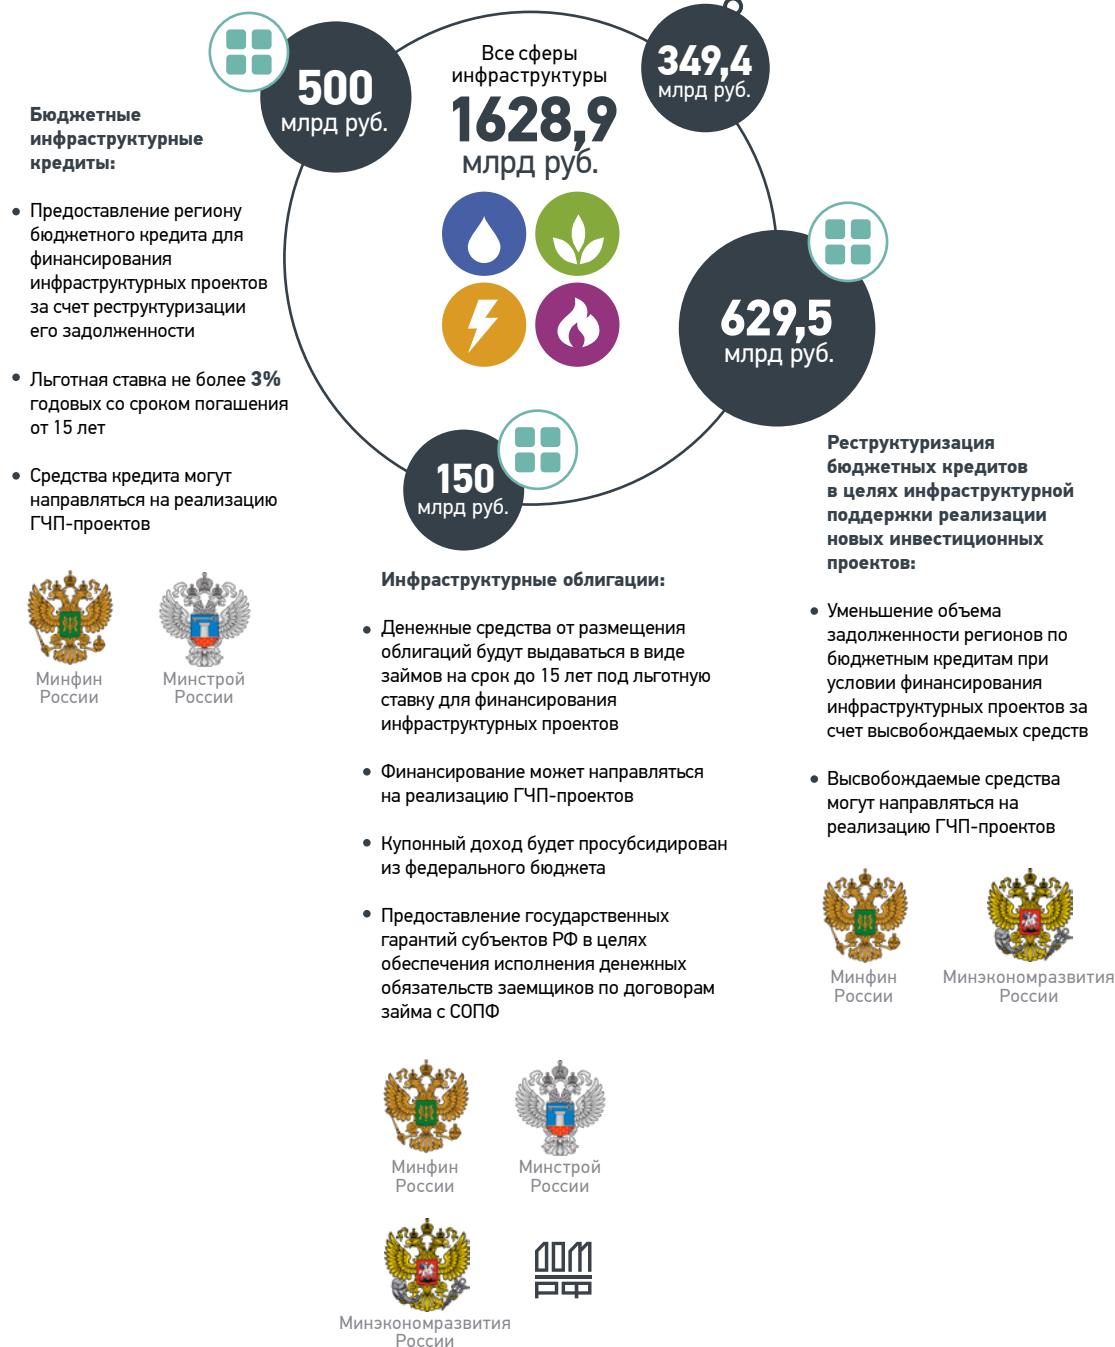 Все сферы
инфраструктуры
1628,9
млрд руб.
500
млрд руб.
349,4
млрд руб.
629,5
млрд руб.
150
млрд руб.
Бюджетные
инфраструктурные
кредиты:
• Предоставление региону
бюджетного кредита для
финансирования
инфраструктурных проектов
за счет реструктуризации
его задолженности
• Льготная ставка не более 3%
годовых со сроком погашения
от 15 лет
• Средства кредита могут
направляться на реализацию
ГЧП-проектов
Минфин
России
Минстрой
России
Инфраструктурные облигации:
• Денежные средства от размещения
облигаций будут выдаваться в виде
займов на срок до 15 лет под льготную
ставку для финансирования
инфраструктурных проектов
• Финансирование может направляться
на реализацию ГЧП-проектов
• Купонный доход будет просубсидирован
из федерального бюджета
• Предоставление государственных
гарантий субъектов РФ в целях
обеспечения исполнения денежных
обязательств заемщиков по договорам
займа с СОПФ
Минфин
России
Минстрой
России
Минэкономразвития
России
ДОМ
РФ
Реструктуризация
бюджетных кредитов
в целях инфраструктурной
поддержки реализации
новых инвестиционных
проектов:
• Уменьшение объема
задолженности регионов по
бюджетным кредитам при
условии финансирования
инфраструктурных проектов за
счет высвобождаемых средств
• Высвобождаемые средства
могут направляться на
реализацию ГЧП-проектов
Минфин
России
Минэкономразвития
России